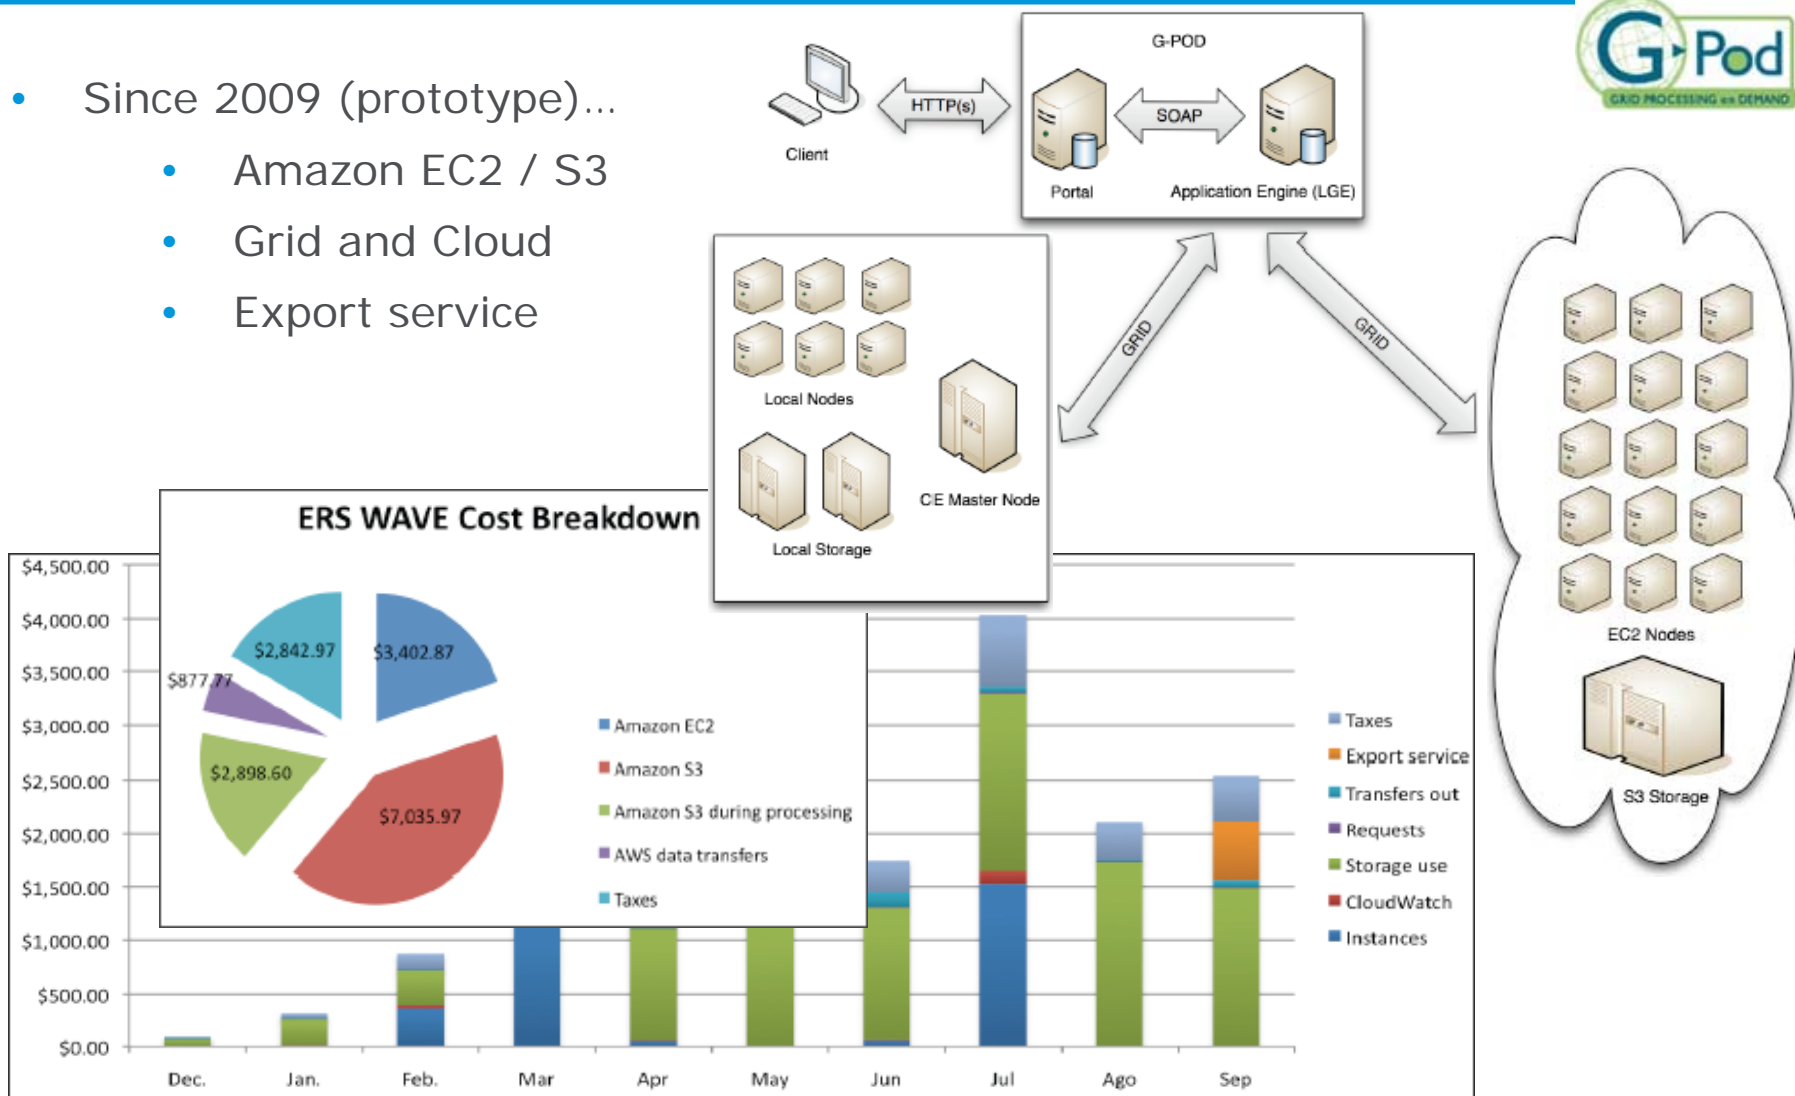 G Pod
GRID PROCESSING on DEMAND
• Since 2009 (prototype)...
• Amazon EC2 / S3
• Grid and Cloud
• Export service
G-POD
Client
HTTP(s)
SOAP
Portal
Application Engine (LGE)
GRID
GRID
Local Nodes
CE Master Node
Local Storage
EC2 Nodes
S3 Storage
ERS WAVE Cost Breakdown
$2,842.97
$3,402.87
$877.77
$2,898.60
$7,035.97
Amazon EC2
Amazon S3
Amazon S3 during processing
AWS data transfers
Taxes
$4,500.00
$4,000.00
$3,500.00
$3,000.00
$2,500.00
$2,000.00
$1,500.00
$1,000.00
$500.00
$0.00
Dec.
Jan.
Feb.
Mar
Apr
May
Jun
Jul
Ago
Sep
Taxes
Export service
Transfers out
Requests
Storage use
CloudWatch
Instances